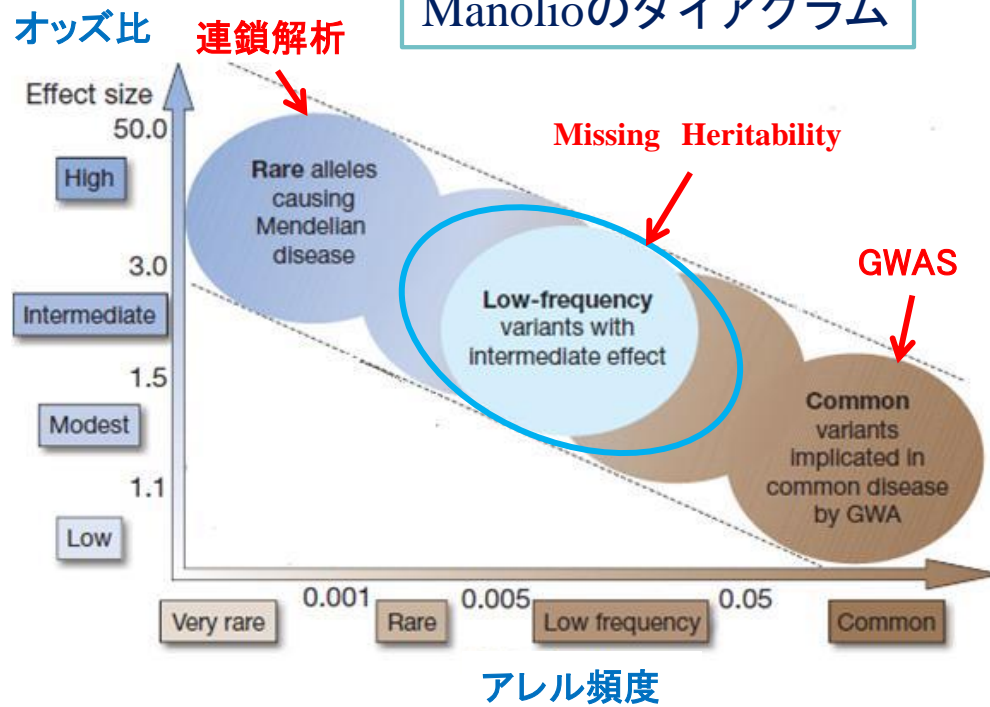 Manolioのダイアグラム
オッズ比
連鎖解析
Effect size
50.0
High
3.0
Intermediate
1.5
Modest
1.1
Low
Rare alleles
causing
Mendelian
disease
Missing Heritability
Low-frequency
variants with
intermediate effect
GWAS
Common
variants
implicated in
common disease
by GWA
0.001
0.005
0.05
Very rare
Rare
Low frequency
Common
アレル頻度